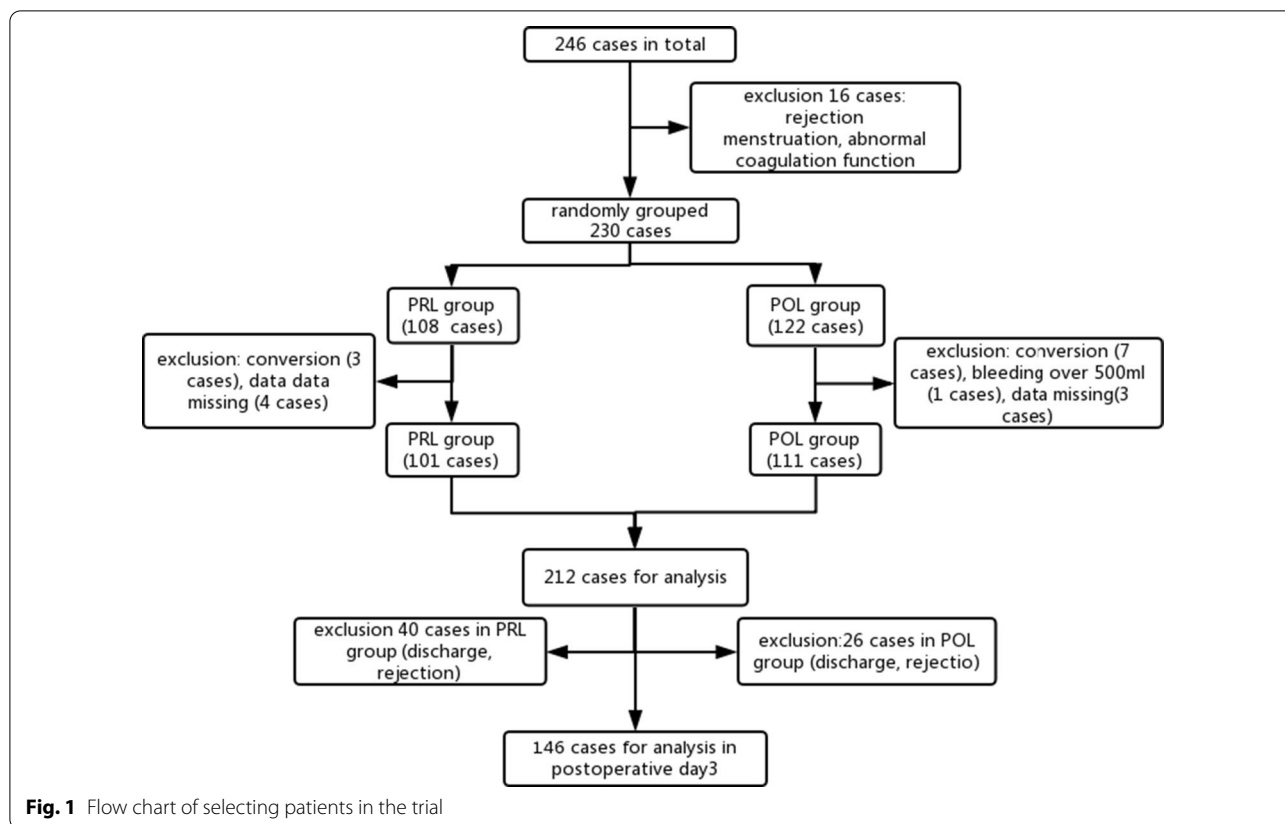 246 cases in total
exclusion 16 cases:
rejection
menstruation, abnormal
coagulation function
randomly grouped
230 cases
PRL group
(108 cases)
POL group
(122 cases)
exclusion: conversion (3
cases), data data
missing (4 cases)
exclusion: conversion (7
cases), bleeding over 500ml
(1 cases), data missing(3
cases)
PRL group
(101 cases)
POL group
(111 cases)
212 cases for analysis
exclusion 40 cases in PRL
group (discharge,
rejection)
exclusion:26 cases in POL
group (discharge, rejectio)
146 cases for analysis in
postoperative day3
Fig. 1 Flow chart of selecting patients in the trial